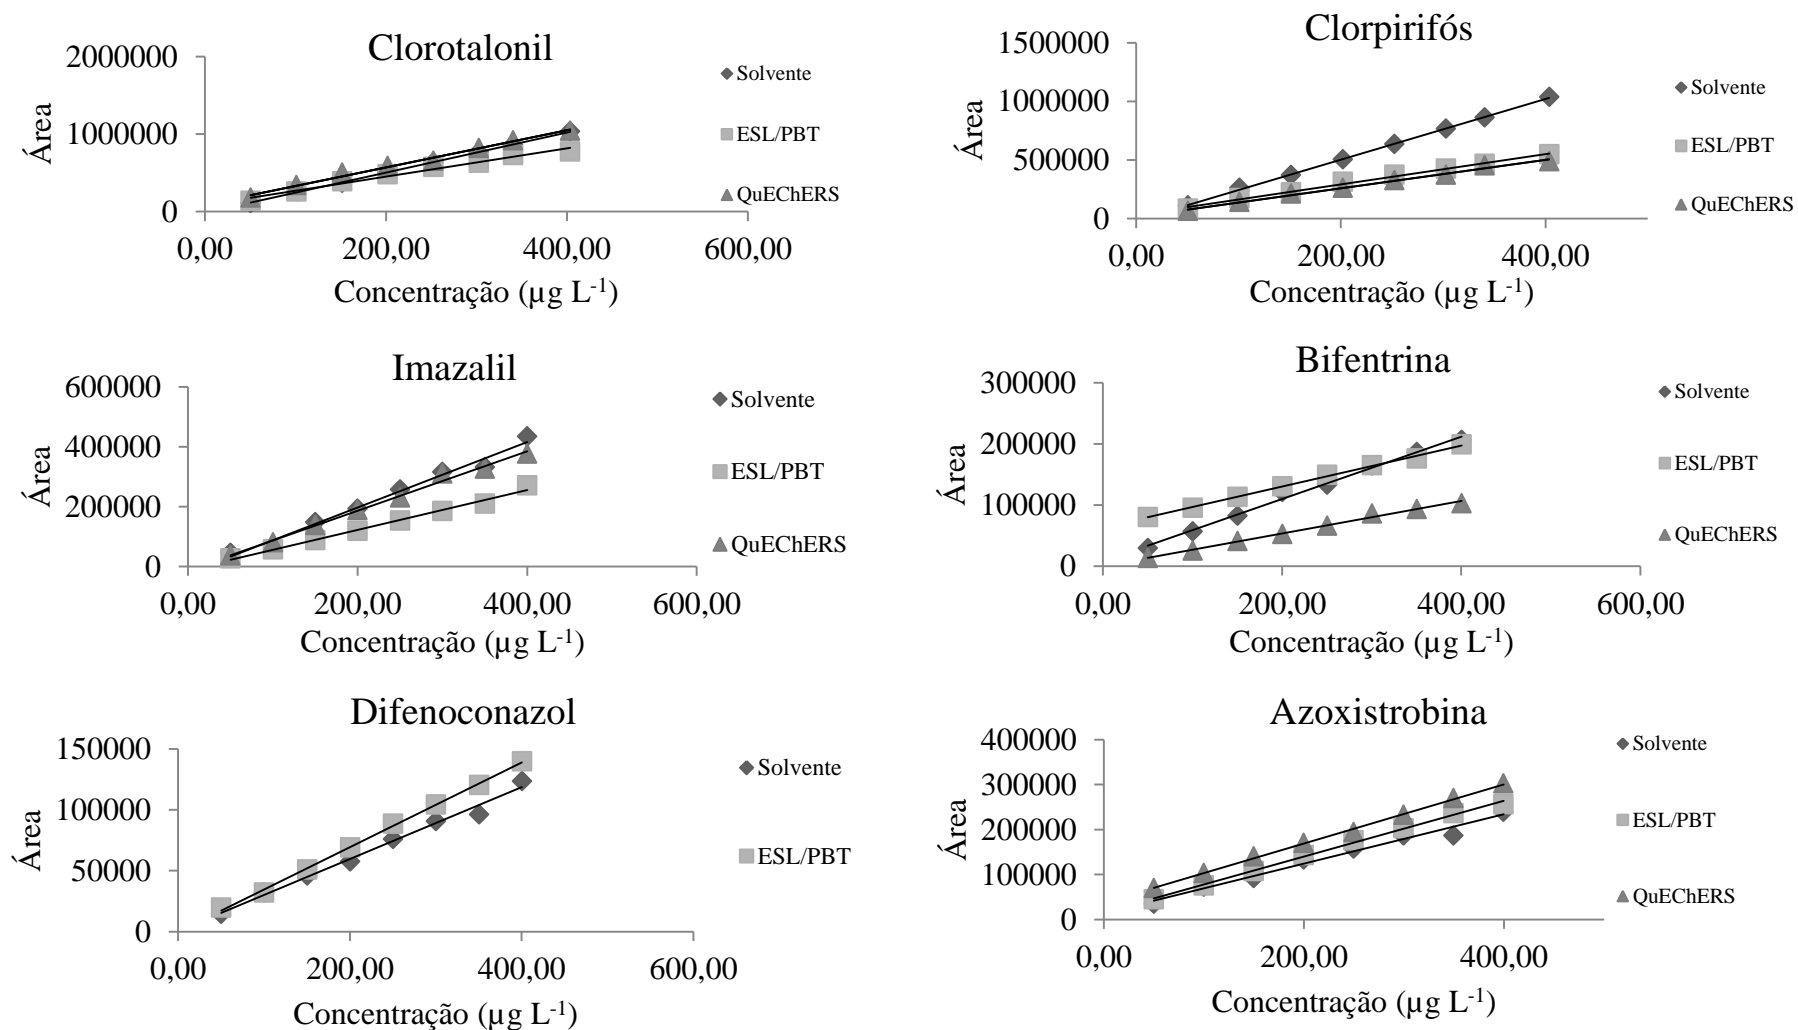 Clorotalonil
2000000
1000000
0
Área
0,00
200,00
400,00
600,00
Concentração (µg L-1)
Solvente
ESL/PBT
QuEChERS
Clorpirifós
1500000
1000000
500000
0
Área
0,00
200,00
400,00
Concentração (µg L-1)
Solvente
ESL/PBT
QuEChERS
Imazalil
600000
400000
200000
0
Área
0,00
200,00
400,00
600,00
Concentração (µg L-1)
Solvente
ESL/PBT
QuEChERS
Bifentrina
300000
200000
100000
0
Área
0,00
200,00
400,00
600,00
Concentração (µg L-1)
Solvente
ESL/PBT
QuEChERS
Difenoconazol
150000
100000
50000
0
Área
0,00
200,00
400,00
600,00
Concentração (µg L-1)
Solvente
ESL/PBT
Azoxistrobina
400000
300000
200000
100000
0
Área
0,00
200,00
400,00
Concentração (µg L-1)
Solvente
ESL/PBT
QuEChERS